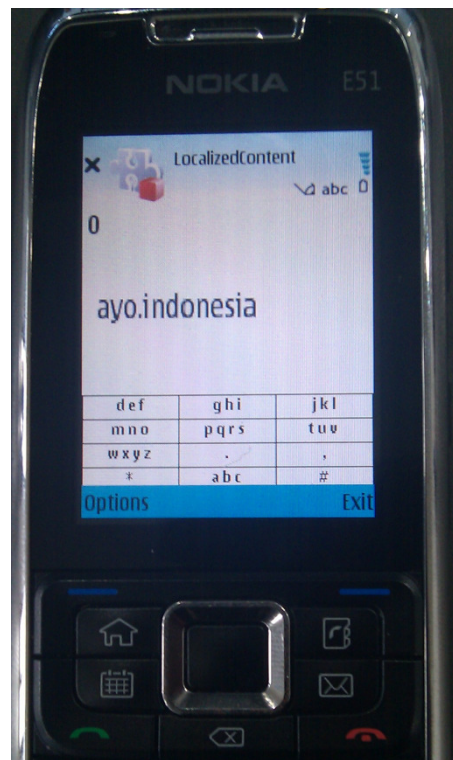 NOKIA E51
LocalizedContent
abc
0
ayo.indonesia
def ghi jkl
mno pqrs tuv
wxyz . ,
* abc #
Options Exit